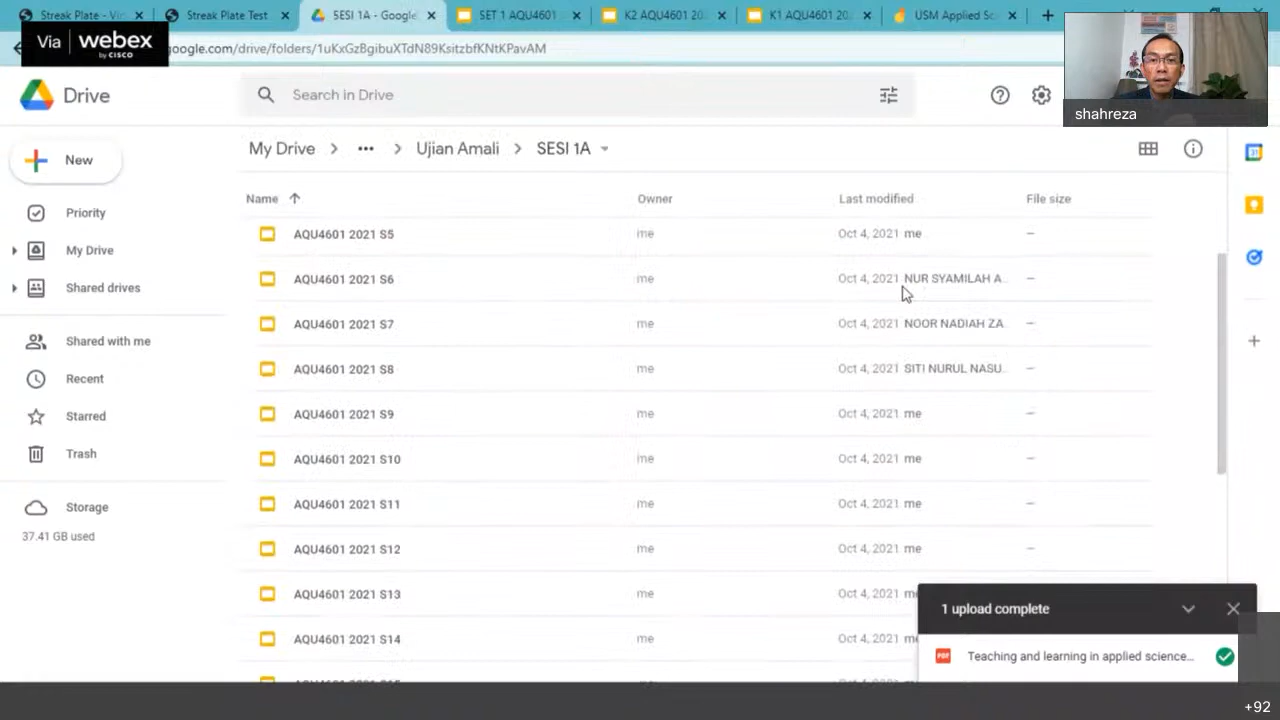 Streak Plate - Vi
Streak Plate Test
SESI 1A - Google
SET 1 AQU4601
K2 AQU4601 202
K1 AQU4601 202
USM Applied Sc
Via webex
by CISCO
google.com/drive/folders/1uKxGzBgibuXTdN89KsitzbfKNtKPavAM
shahreza
Drive
Search in Drive
New
My Drive ••• Ujian Amali SESI 1A
Priority
My Drive
Shared drives
Shared with me
Recent
Starred
Trash
Storage
37.41 GB used
Name Owner Last modified File size
AQU4601 2021 S5 me Oct 4, 2021 me –
AQU4601 2021 S6 me Oct 4, 2021 NUR SYAMILAH A... –
AQU4601 2021 S7 me Oct 4, 2021 NOOR NADIAH ZA... –
AQU4601 2021 S8 me Oct 4, 2021 SITI NURUL NASU... –
AQU4601 2021 S9 me Oct 4, 2021 me –
AQU4601 2021 S10 me Oct 4, 2021 me –
AQU4601 2021 S11 me Oct 4, 2021 me –
AQU4601 2021 S12 me Oct 4, 2021 me –
AQU4601 2021 S13 me Oct 4, 2021 me
AQU4601 2021 S14 me Oct 4, 2021 me
1 upload complete
PDF Teaching and learning in applied science...
+92